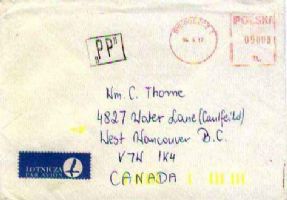 "PP"
POLSKA
Wm. C. Thorne
4827 Water Lane (Caulfeild)
West Vancouver B.C.
V7W 1K4
CANADA
LOTNICZA
PAR AVION